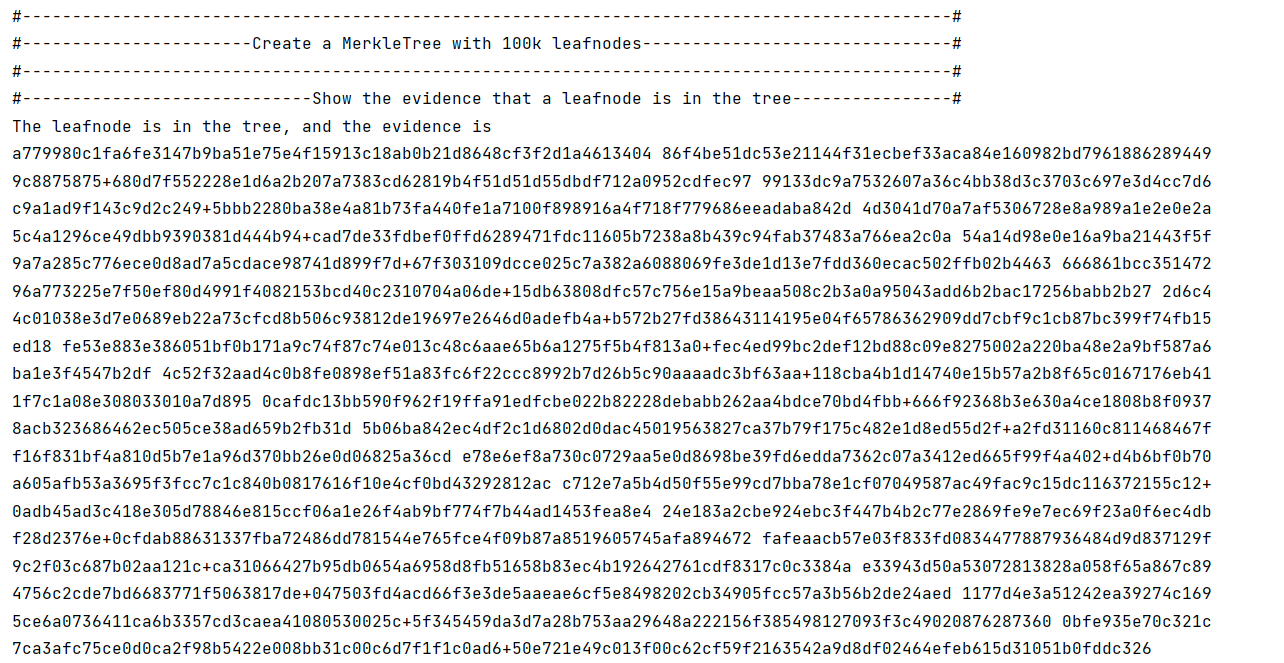 #---------------------------------------------------------------------------------------------#
#-----------------------Create a MerkleTree with 100k leafnodes-------------------------------#
#---------------------------------------------------------------------------------------------#
#-----------------------------Show the evidence that a leafnode is in the tree----------------#
The leafnode is in the tree, and the evidence is
a779980c1fa6fe3147b9ba51e75e4f15913c18ab0b21d8648cf3f2d1a4613404 86f4be51dc53e21144f31ecbef33aca84e160982bd7961886289449
9c8875875+680d7f552228e1d6a2b207a7383cd62819b4f51d51d55dbdf712a0952cdfec97 99133dc9a7532607a36c4bb38d3c3703c697e3d4cc7d6
c9a1ad9f143c9d2c249+5bbb2280ba38e4a81b73fa440fe1a7100f898916a4f718f779686eeadaba842d 4d3041d70a7af5306728e8a989a1e2e0e2a
5c4a1296ce49dbb9390381d444b94+cad7de33fdbef0ffd6289471fdc11605b7238a8b439c94fab37483a766ea2c0a 54a14d98e0e16a9ba21443f5f
9a7a285c776ece0d8ad7a5cdace98741d899f7d+67f303109dcce025c7a382a6088069fe3de1d13e7fdd360ecac502ffb02b4463 666861bcc351472
96a773225e7f50ef80d4991f4082153bcd40c2310704a06de+15db63808dfc57c756e15a9beaa508c2b3a0a95043add6b2bac17256babb2b27 2d6c4
4c01038e3d7e0689eb22a73cfcd8b506c93812de19697e2646d0adefb4a+b572b27fd38643114195e04f65786362909dd7cbf9c1cb87bc399f74fb15
ed18 fe53e883e386051bf0b171a9c74f87c74e013c48c6aae65b6a1275f5b4f813a0+fec4ed99bc2def12bd88c09e8275002a220ba48e2a9bf587a6
ba1e3f4547b2df 4c52f32aad4c0b8fe0898ef51a83fc6f22ccc8992b7d26b5c90aaaadc3bf63aa+118cba4b1d14740e15b57a2b8f65c0167176eb41
1f7c1a08e308033010a7d895 0cafdc13bb590f962f19ffa91edfcbe022b82228debabb262aa4bdce70bd4fbb+666f92368b3e630a4ce1808b8f0937
8acb323686462ec505ce38ad659b2fb31d 5b06ba842ec4df2c1d6802d0dac45019563827ca37b79f175c482e1d8ed55d2f+a2fd31160c811468467f
f16f831bf4a810d5b7e1a96d370bb26e0d06825a36cd e78e6ef8a730c0729aa5e0d8698be39fd6edda7362c07a3412ed665f99f4a402+d4b6bf0b70
a605afb53a3695f3fcc7c1c840b0817616f10e4cf0bd43292812ac c712e7a5b4d50f55e99cd7bba78e1cf07049587ac49fac9c15dc116372155c12+
0adb45ad3c418e305d78846e815ccf06a1e26f4ab9bf774f7b44ad1453fea8e4 24e183a2cbe924ebc3f447b4b2c77e2869fe9e7ec69f23a0f6ec4db
f28d2376e+0cfdab88631337fba72486dd781544e765fce4f09b87a8519605745afa894672 fafeaacb57e03f833fd0834477887936484d9d837129f
9c2f03c687b02aa121c+ca31066427b95db0654a6958d8fb51658b83ec4b192642761cdf8317c0c3384a e33943d50a53072813828a058f65a867c89
4756c2cde7bd6683771f5063817de+047503fd4acd66f3e3de5aaeae6cf5e8498202cb34905fcc57a3b56b2de24aed 1177d4e3a51242ea39274c169
5ce6a0736411ca6b3357cd3caea41080530025c+5f345459da3d7a28b753aa29648a222156f385498127093f3c49020876287360 0bfe935e70c321c
7ca3afc75ce0d0ca2f98b5422e008bb31c00c6d7f1f1c0ad6+50e721e49c013f00c62cf59f2163542a9d8df02464efeb615d31051b0fddc326